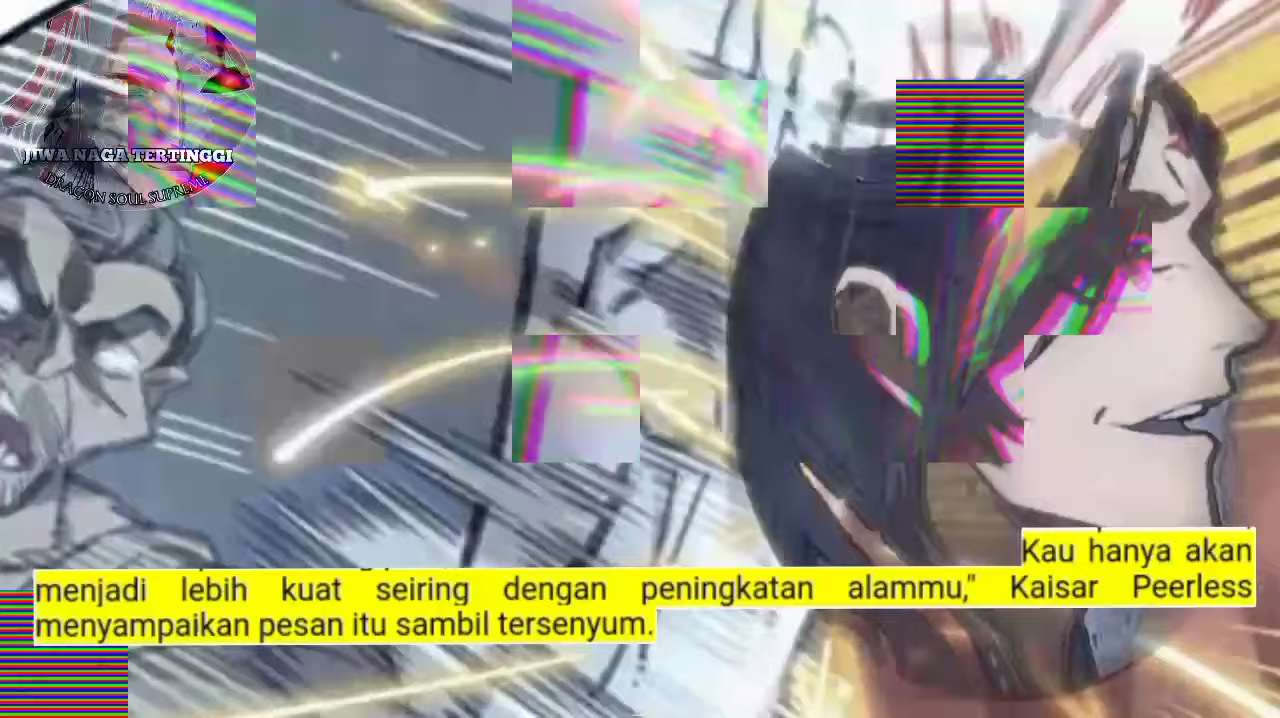 JIWA NAGA TERTINGGI
DRAGON SOUL SUPREME
Kau hanya akan
menjadi lebih kuat seiring dengan peningkatan alammu," Kaisar Peerless
menyampaikan pesan itu sambil tersenyum.